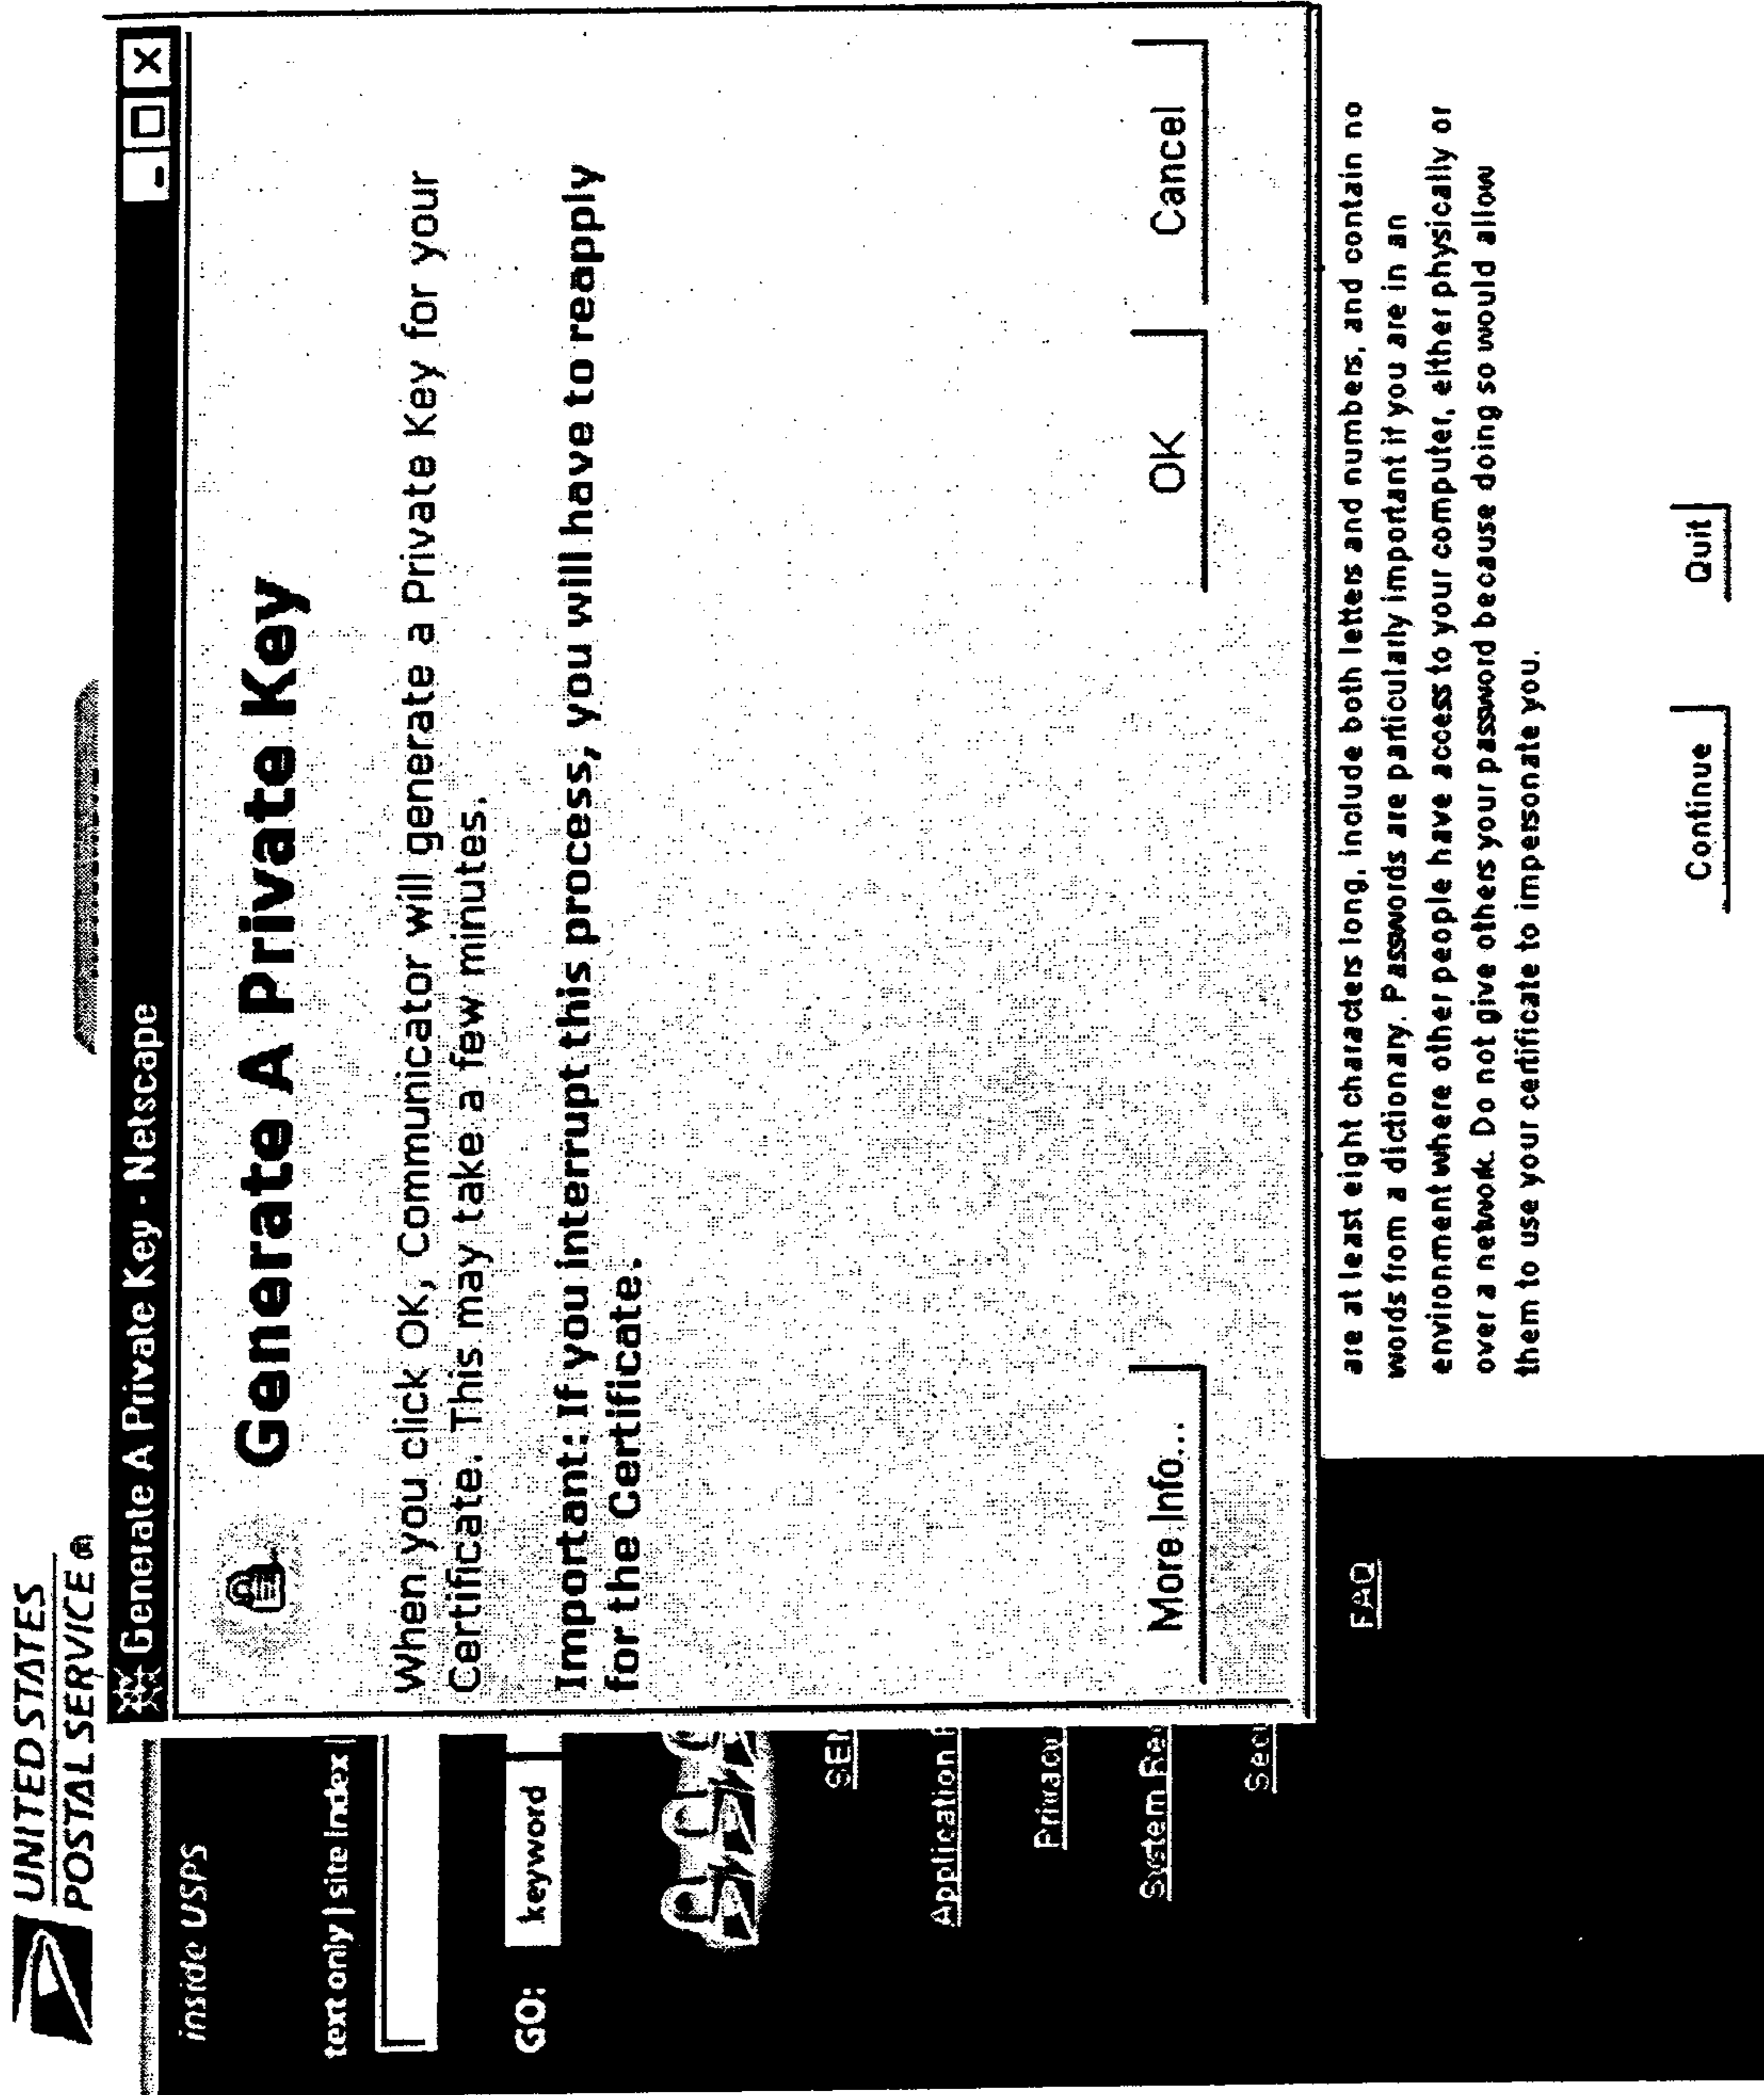 UNITED STATES
POSTAL SERVICE ®
Generate A Private Key - Netscape
inside USPS
text only | site index |
GO: keyword
Application
Privacy
System Re
Sec
FAQ
Generate A Private Key
When you click OK, Communicator will generate a Private Key for your
Certificate. This may take a few minutes.
Important: If you interrupt this process, you will have to reapply
for the Certificate.
More Info...
OK
Cancel
are at least eight characters long, include both letters and numbers, and contain no
words from a dictionary. Passwords are particularly important if you are in an
environment where other people have access to your computer, either physically or
over a network. Do not give others your password because doing so would allow
them to use your certificate to impersonate you.
Continue
Quit